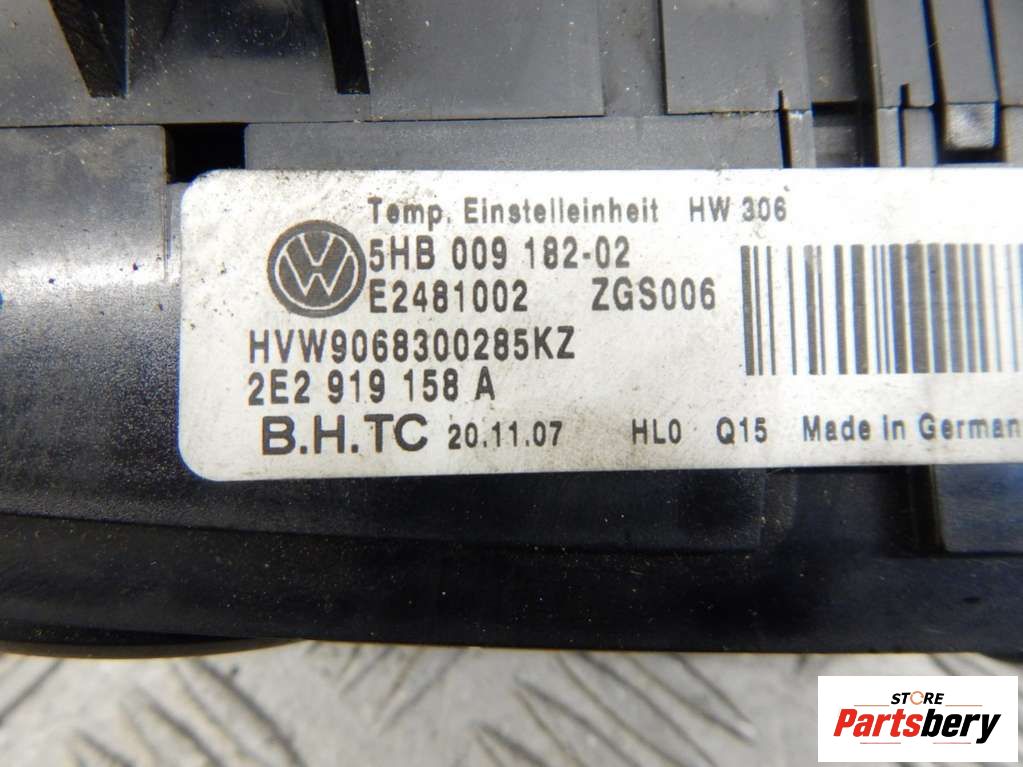 Temp. Einstelleinheit HW 306
5HB 009 182-02
E2481002 ZGS006
HVW9068300285KZ
2E2 919 158 A
B.H.TC 20.11.07 HL0 Q15 Made in German
STORE
Partsbery